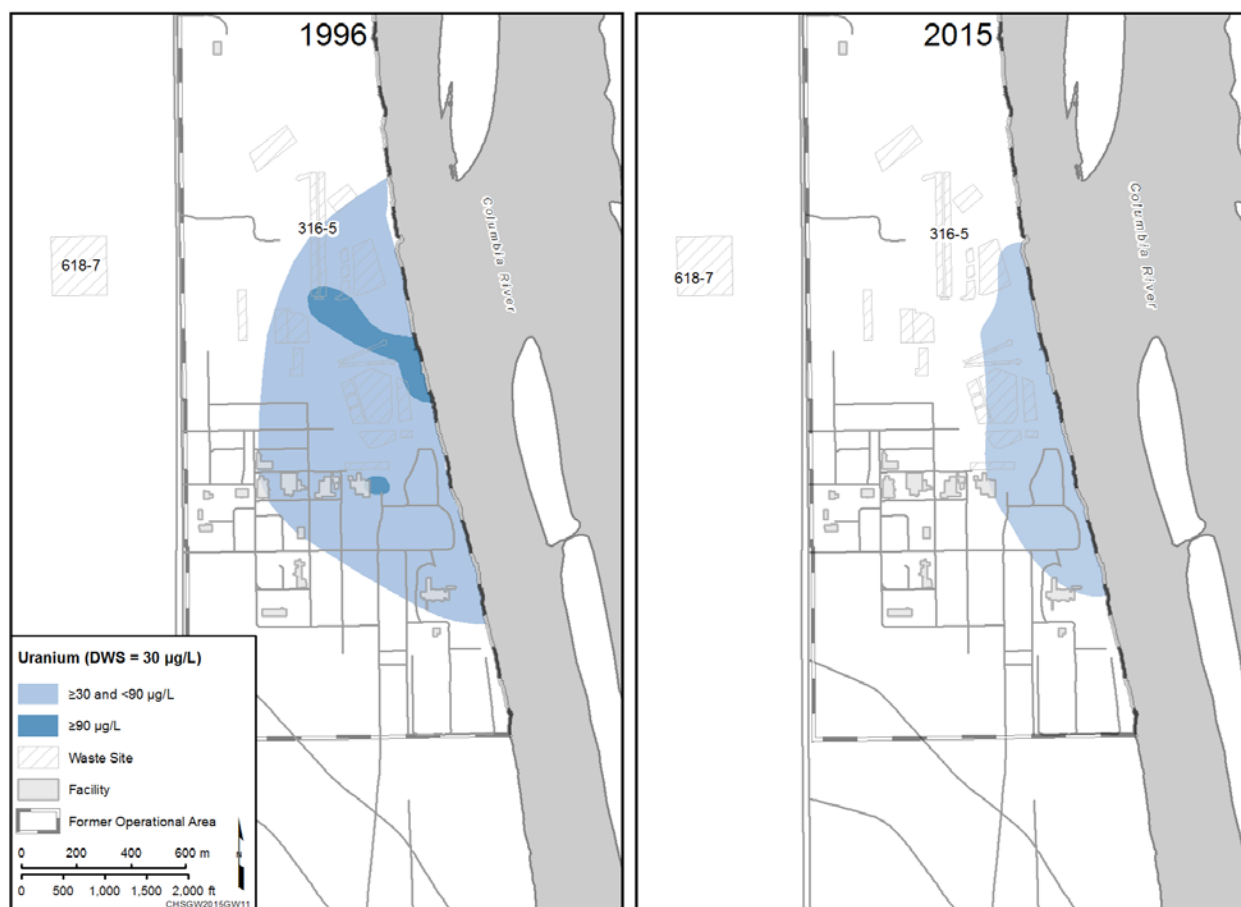 1996
316-5
618-7
Columbia River
Uranium (DWS = 30 µg/L)
≥30 and <90 µg/L
≥90 µg/L
Waste Site
Facility
Former Operational Area
0 200 400 600 m
0 500 1,000 1,500 2,000 ft
N
CHSGW2015GW11
2015
316-5
618-7
Columbia River